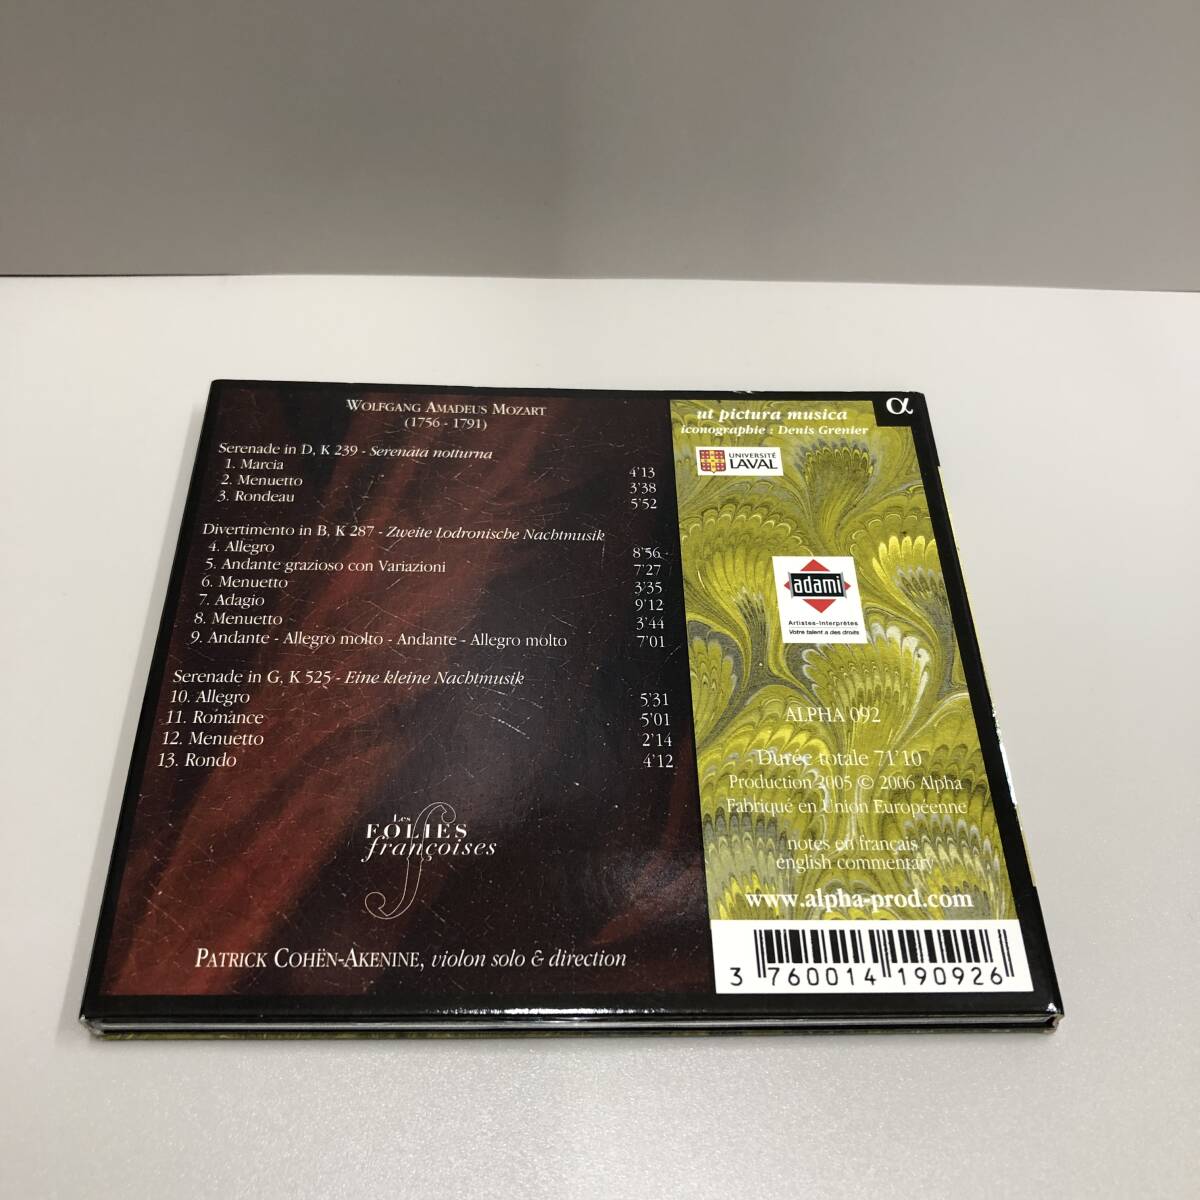 WOLFGANG AMADEUS MOZART
(1756 - 1791)
Serenade in D, K 239 - Serenata notturna
1. Marcia 4'13
2. Menuetto 3'38
3. Rondeau 5'52
Divertimento in B, K 287 - Zweite Lodronische Nachtmusik
4. Allegro 8'56
5. Andante grazioso con Variazioni 7'27
6. Menuetto 3'35
7. Adagio 9'12
8. Menuetto 3'44
9. Andante - Allegro molto - Andante - Allegro molto 7'01
Serenade in G, K 525 - Eine kleine Nachtmusik
10. Allegro 5'31
11. Romance 5'01
12. Menuetto 2'14
13. Rondo 4'12
Les
FOLIES
françoises
PATRICK COHËN-AKENINE, violon solo & direction
α
ut pictura musica
iconographie : Denis Grenier
UNIVERSITÉ
LAVAL
adami
Artistes-Interprètes
Votre talent a des droits
ALPHA 092
Durée totale 71'10
Production 2005 © 2006 Alpha
Fabriqué en Union Européenne
notes en français
english commentary
www.alpha-prod.com
3 760014 190926